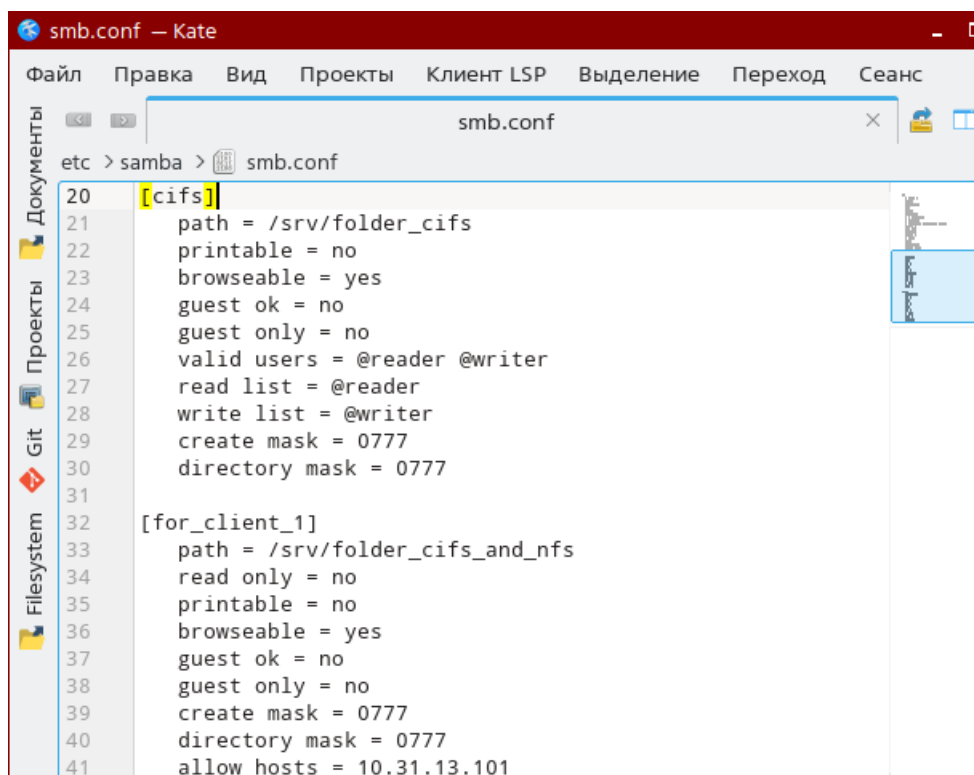 smb.conf — Kate
Файл Правка Вид Проекты Клиент LSP Выделение Переход Сеанс
smb.conf
etc > samba > smb.conf
Документы
Проекты
Git
Filesystem
20 [cifs]
21 path = /srv/folder_cifs
22 printable = no
23 browseable = yes
24 guest ok = no
25 guest only = no
26 valid users = @reader @writer
27 read list = @reader
28 write list = @writer
29 create mask = 0777
30 directory mask = 0777
31
32 [for_client_1]
33 path = /srv/folder_cifs_and_nfs
34 read only = no
35 printable = no
36 browseable = yes
37 guest ok = no
38 guest only = no
39 create mask = 0777
40 directory mask = 0777
41 allow hosts = 10.31.13.101